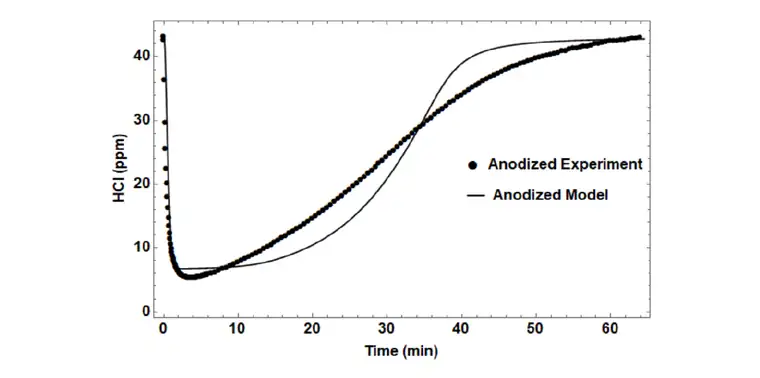 40
30
20
10
0
HCl (ppm)
Anodized Experiment
Anodized Model
0 10 20 30 40 50 60
Time (min)